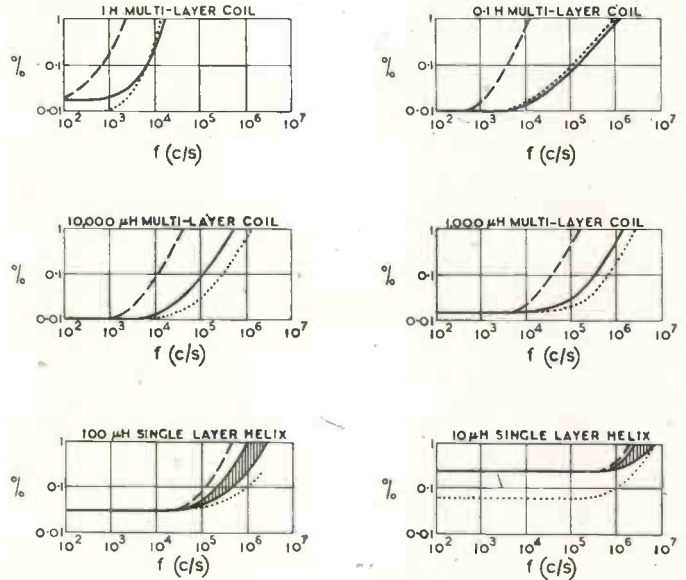 1H MULTI-LAYER COIL
1
%
0·1
0·01
10² 10³ 10⁴ 10⁵ 10⁶ 10⁷
f (c/s)
0·1 H MULTI-LAYER COIL
1
%
0·1
0·01
10² 10³ 10⁴ 10⁵ 10⁶ 10⁷
f (c/s)
10,000 μH MULTI-LAYER COIL
1
%
0·1
0·01
10² 10³ 10⁴ 10⁵ 10⁶ 10⁷
f (c/s)
1,000 μH MULTI-LAYER COIL
1
%
0·1
0·01
10² 10³ 10⁴ 10⁵ 10⁶ 10⁷
f (c/s)
100 μH SINGLE LAYER HELIX
1
%
0·1
0·01
10² 10³ 10⁴ 10⁵ 10⁶ 10⁷
f (c/s)
10 μH SINGLE LAYER HELIX
1
%
0·1
0·01
10² 10³ 10⁴ 10⁵ 10⁶ 10⁷
f (c/s)